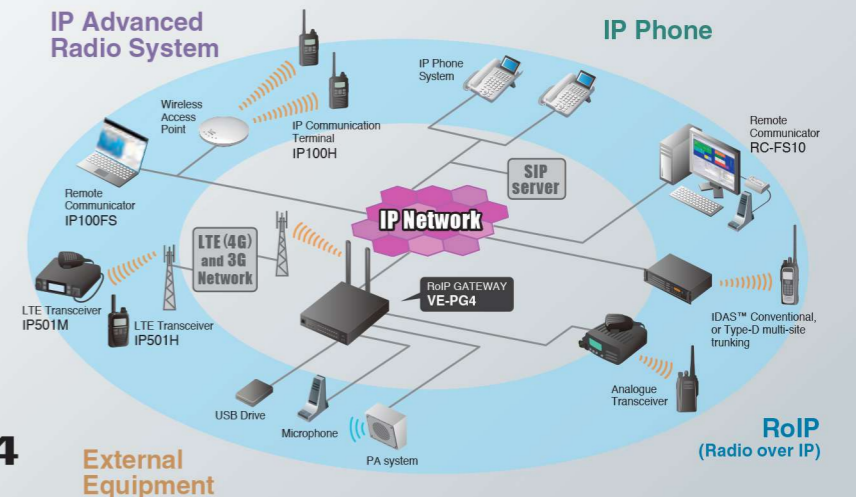 IP Advanced
Radio System
IP Phone
IP Phone
System
Wireless
Access
Point
IP Communication
Terminal
IP100H
Remote
Communicator
RC-FS10
SIP
server
Remote
Communicator
IP100FS
IP Network
LTE (4G)
and 3G
Network
RoIP GATEWAY
VE-PG4
LTE Transceiver
IP501M
LTE Transceiver
IP501H
IDAS™ Conventional,
or Type-D multi-site
trunking
Analogue
Transceiver
USB Drive
Microphone
PA system
RoIP
(Radio over IP)
4
External
Equipment